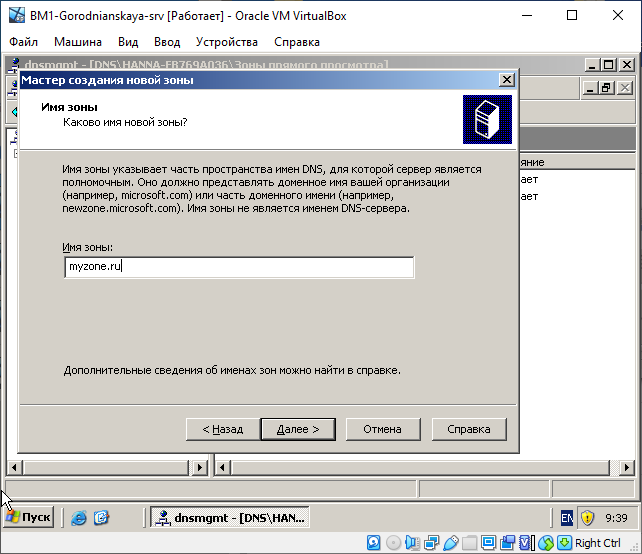 BM1-Gorodnianskaya-srv [Работает] - Oracle VM VirtualBox
Файл Машина Вид Ввод Устройства Справка
dnsmgmt - [DNS\HANNA-FB769A036\Зоны прямого просмотра]
Мастер создания новой зоны
Имя зоны
Каково имя новой зоны?
яние
ает
ает
Имя зоны указывает часть пространства имен DNS, для которой сервер является
полномочным. Оно должно представлять доменное имя вашей организации
(например, microsoft.com) или часть доменного имени (например,
newzone.microsoft.com). Имя зоны не является именем DNS-сервера.
Имя зоны:
myzone.ru
Дополнительные сведения об именах зон можно найти в справке.
< Назад Далее > Отмена Справка
Пуск dnsmgmt - [DNS\HAN... EN 9:39
Right Ctrl